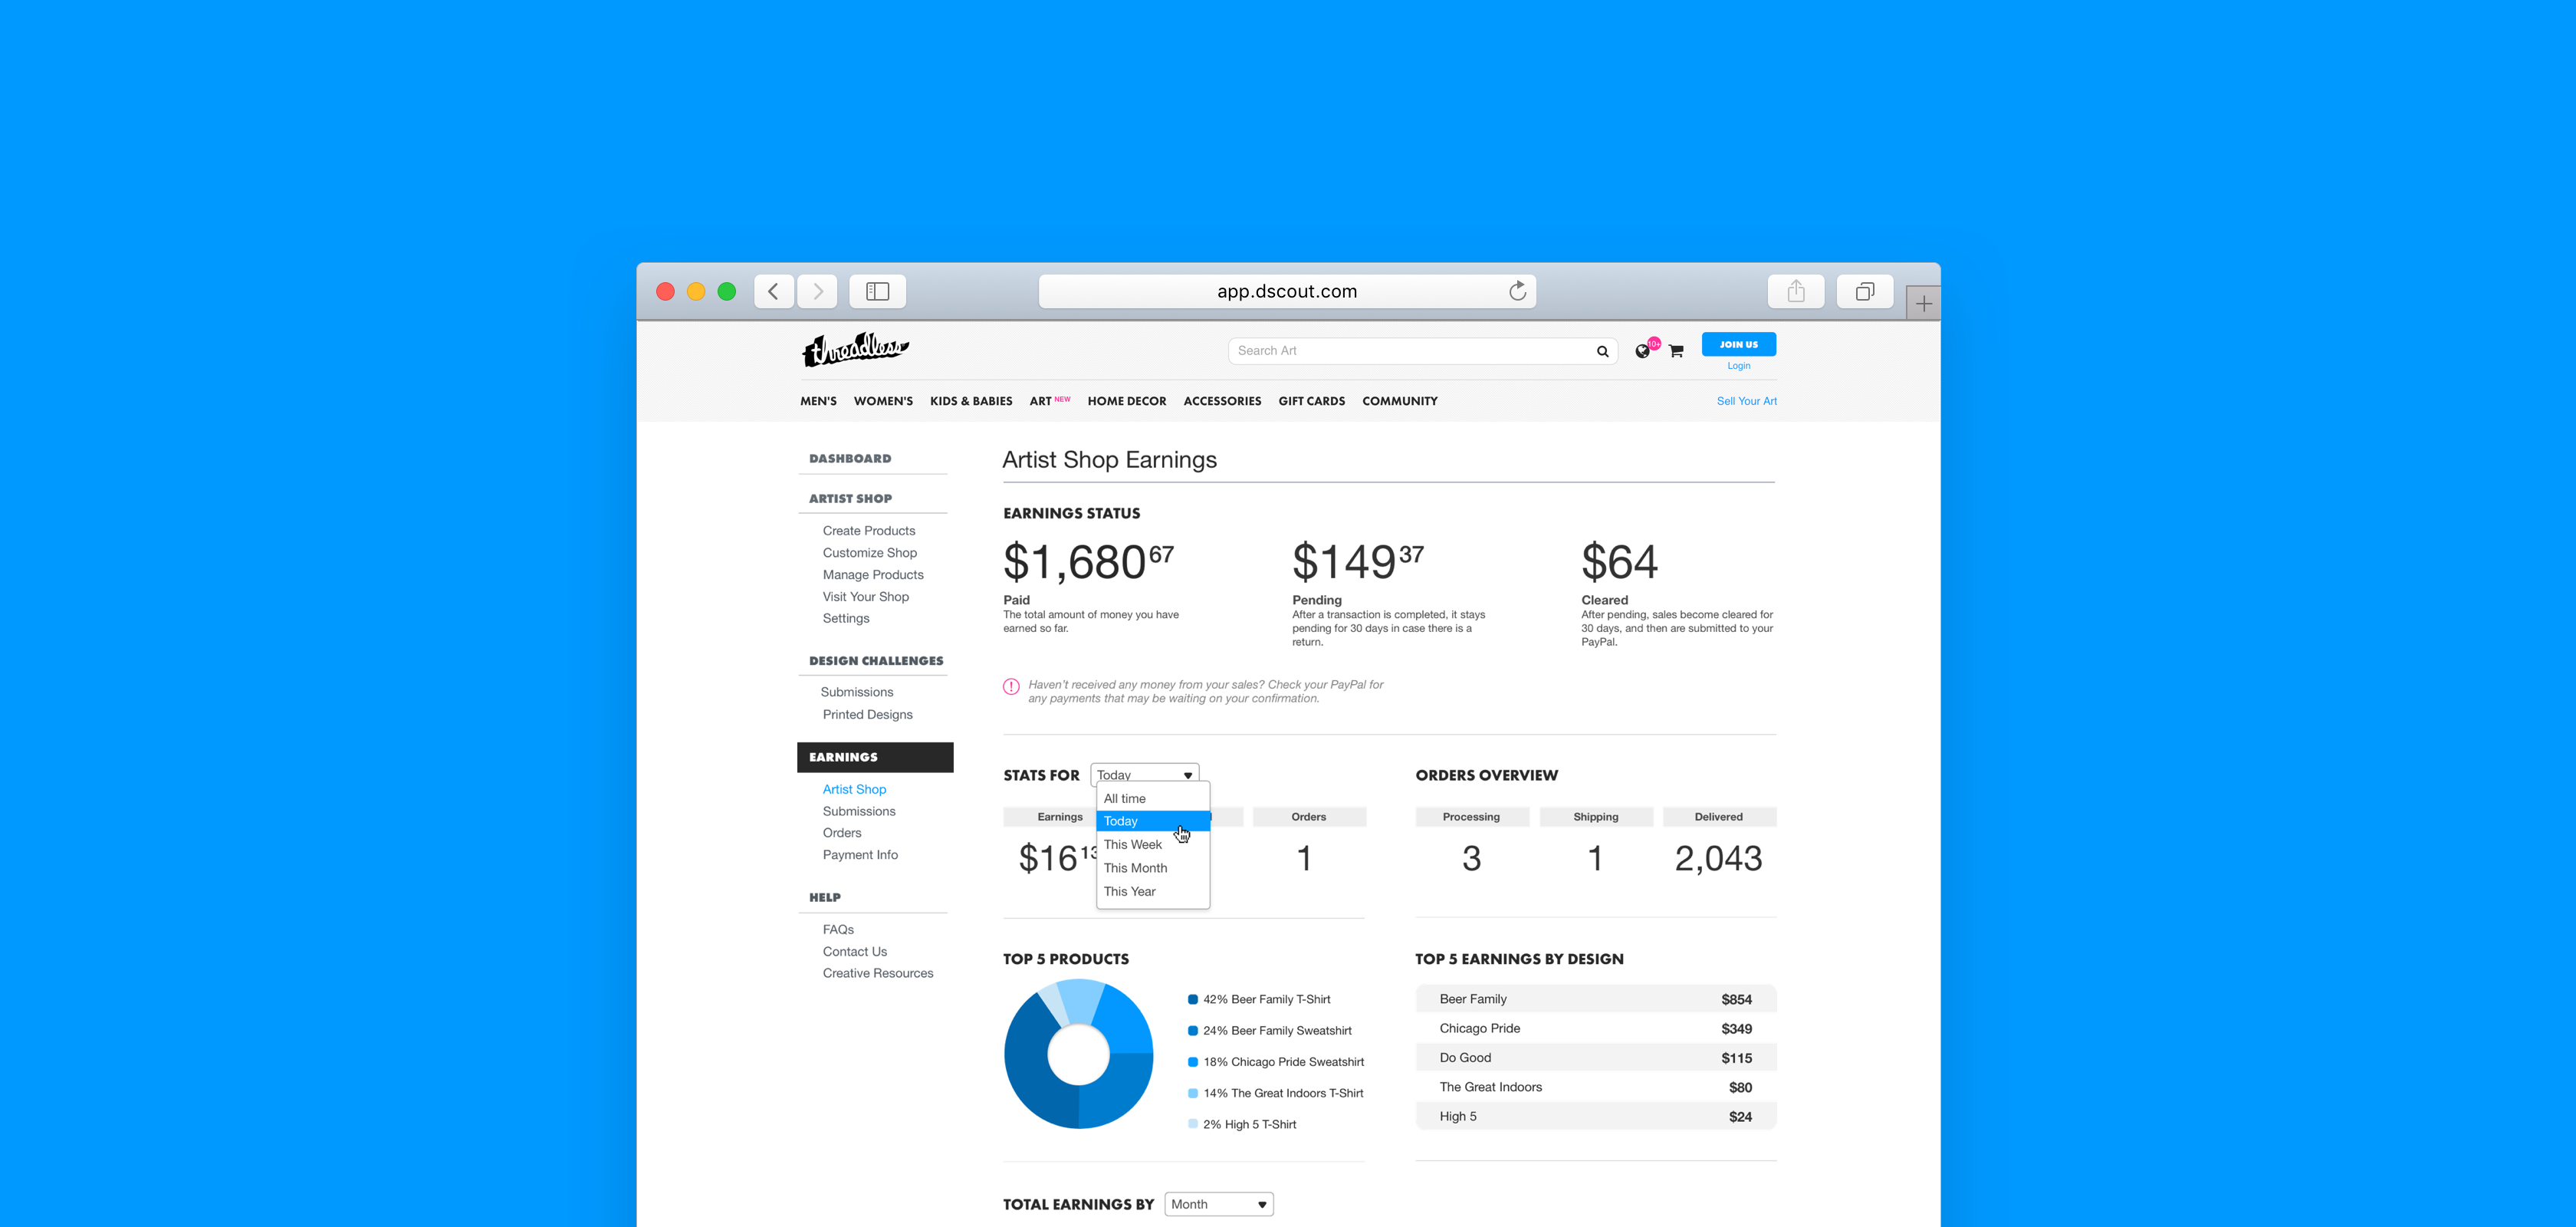 app.dscout.com
threadless
Search Art
10+
JOIN US
Login
MEN'S WOMEN'S KIDS & BABIES ART NEW HOME DECOR ACCESSORIES GIFT CARDS COMMUNITY
Sell Your Art
DASHBOARD
ARTIST SHOP
Create Products
Customize Shop
Manage Products
Visit Your Shop
Settings
DESIGN CHALLENGES
Submissions
Printed Designs
EARNINGS
Artist Shop
Submissions
Orders
Payment Info
HELP
FAQs
Contact Us
Creative Resources
Artist Shop Earnings
EARNINGS STATUS
$1,680 67
Paid
The total amount of money you have
earned so far.
$149 37
Pending
After a transaction is completed, it stays
pending for 30 days in case there is a
return.
$64
Cleared
After pending, sales become cleared for
30 days, and then are submitted to your
PayPal.
! Haven't received any money from your sales? Check your PayPal for
any payments that may be waiting on your confirmation.
STATS FOR Today
All time
Today
This Week
This Month
This Year
Earnings
$16 13
Orders
1
ORDERS OVERVIEW
Processing Shipping Delivered
3 1 2,043
TOP 5 PRODUCTS
42% Beer Family T-Shirt
24% Beer Family Sweatshirt
18% Chicago Pride Sweatshirt
14% The Great Indoors T-Shirt
2% High 5 T-Shirt
TOP 5 EARNINGS BY DESIGN
Beer Family $854
Chicago Pride $349
Do Good $115
The Great Indoors $80
High 5 $24
TOTAL EARNINGS BY Month